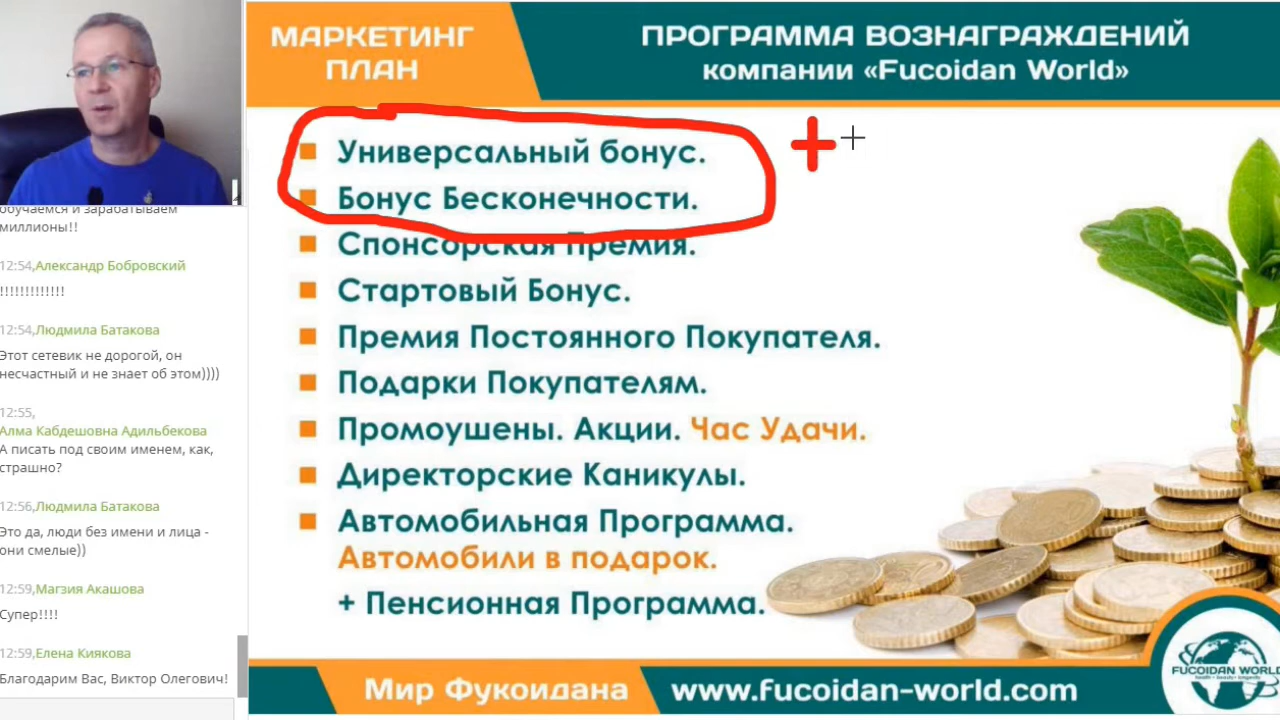 МАРКЕТИНГ
ПЛАН
ПРОГРАММА ВОЗНАГРАЖДЕНИЙ
компании «Fucoidan World»
Универсальный бонус.
Бонус Бесконечности.
Спонсорская Премия.
Стартовый Бонус.
Премия Постоянного Покупателя.
Подарки Покупателям.
Промоушены. Акции. Час Удачи.
Директорские Каникулы.
Автомобильная Программа.
Автомобили в подарок.
+ Пенсионная Программа.
Мир Фукоидана www.fucoidan-world.com
FUCOIDAN WORLD
health • beauty • longevity
обучаемся и зарабатываем
миллионы!!
12:54,Александр Бобровский
!!!!!!!!!!!!!
12:54,Людмила Батакова
Этот сетевик не дорогой, он
несчастный и не знает об этом))))
12:55,
Алма Кабдешовна Адильбекова
А писать под своим именем, как,
страшно?
12:56,Людмила Батакова
Это да, люди без имени и лица -
они смелые))
12:59,Магзия Акашова
Супер!!!!
12:59,Елена Киякова
Благодарим Вас, Виктор Олегович!